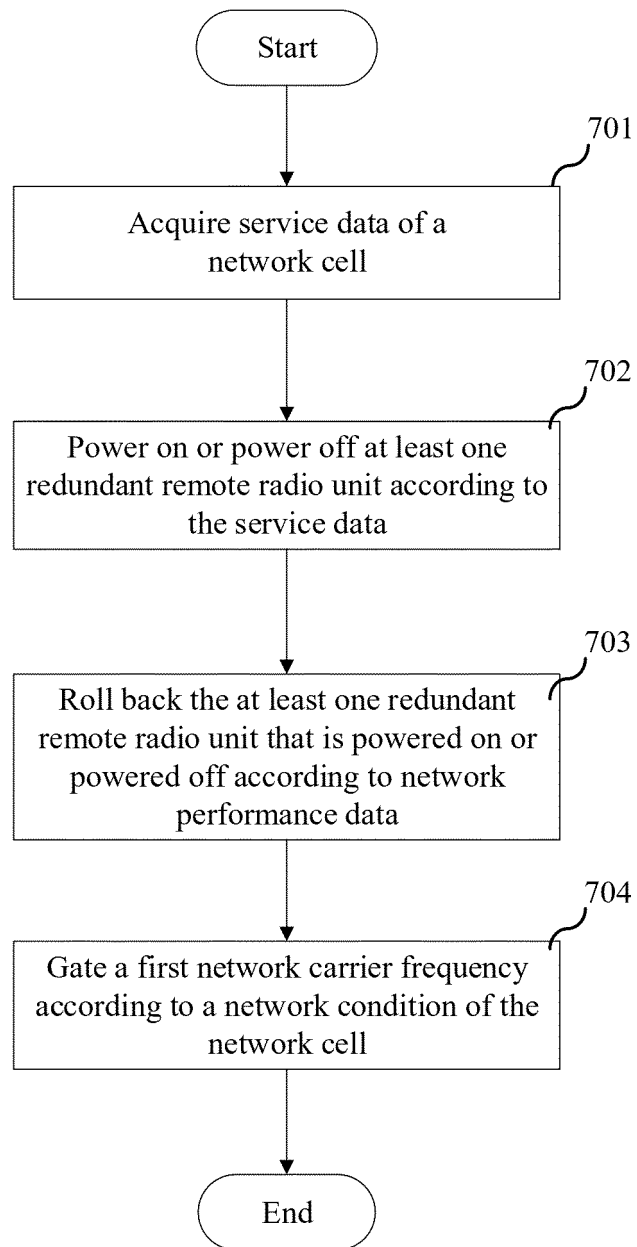 Start
701
Acquire service data of a
network cell
702
Power on or power off at least one
redundant remote radio unit according to
the service data
703
Roll back the at least one redundant
remote radio unit that is powered on or
powered off according to network
performance data
704
Gate a first network carrier frequency
according to a network condition of the
network cell
End